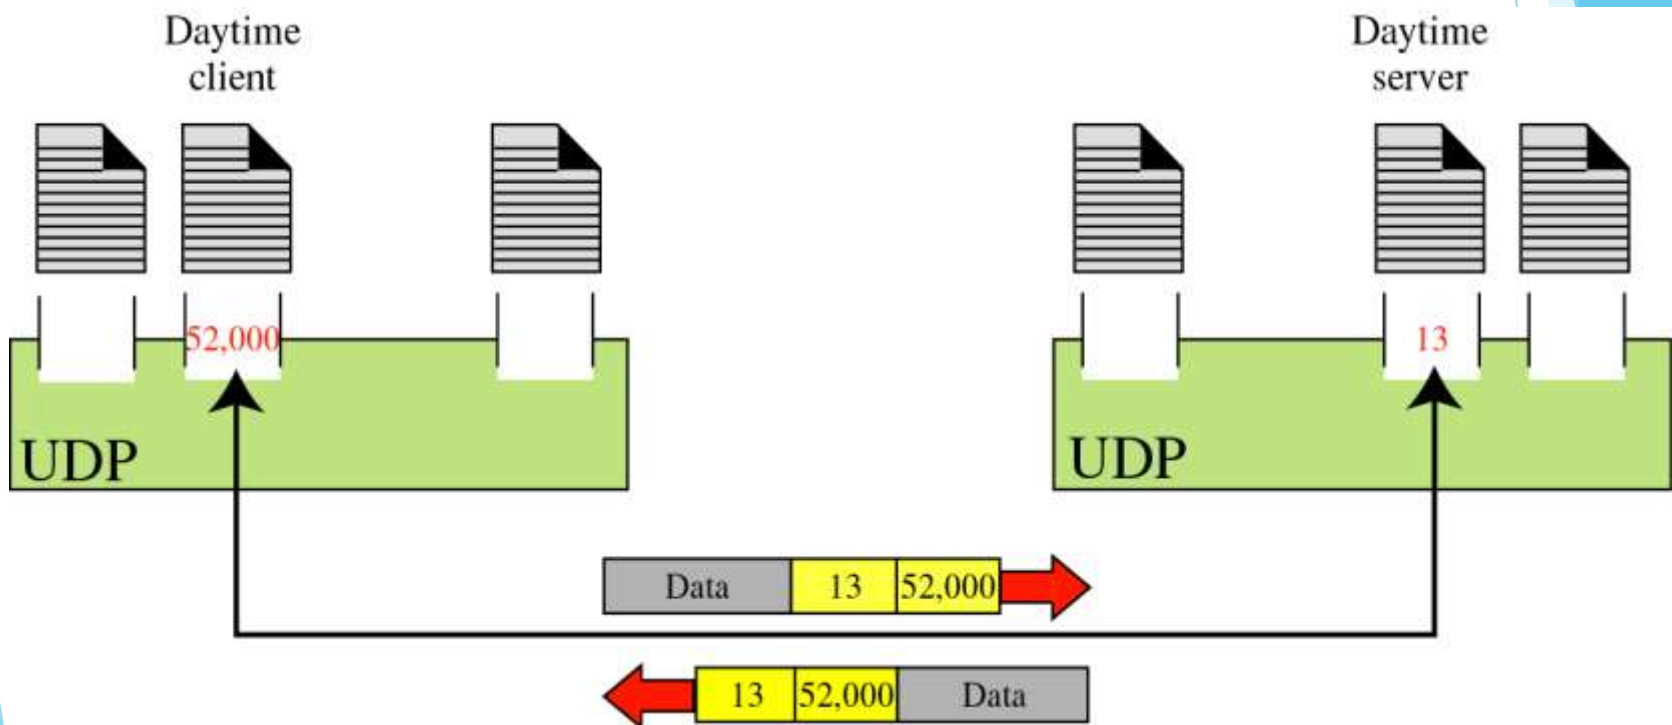 Daytime
client
Daytime
server
52,000
13
UDP
UDP
Data 13 52,000
13 52,000 Data